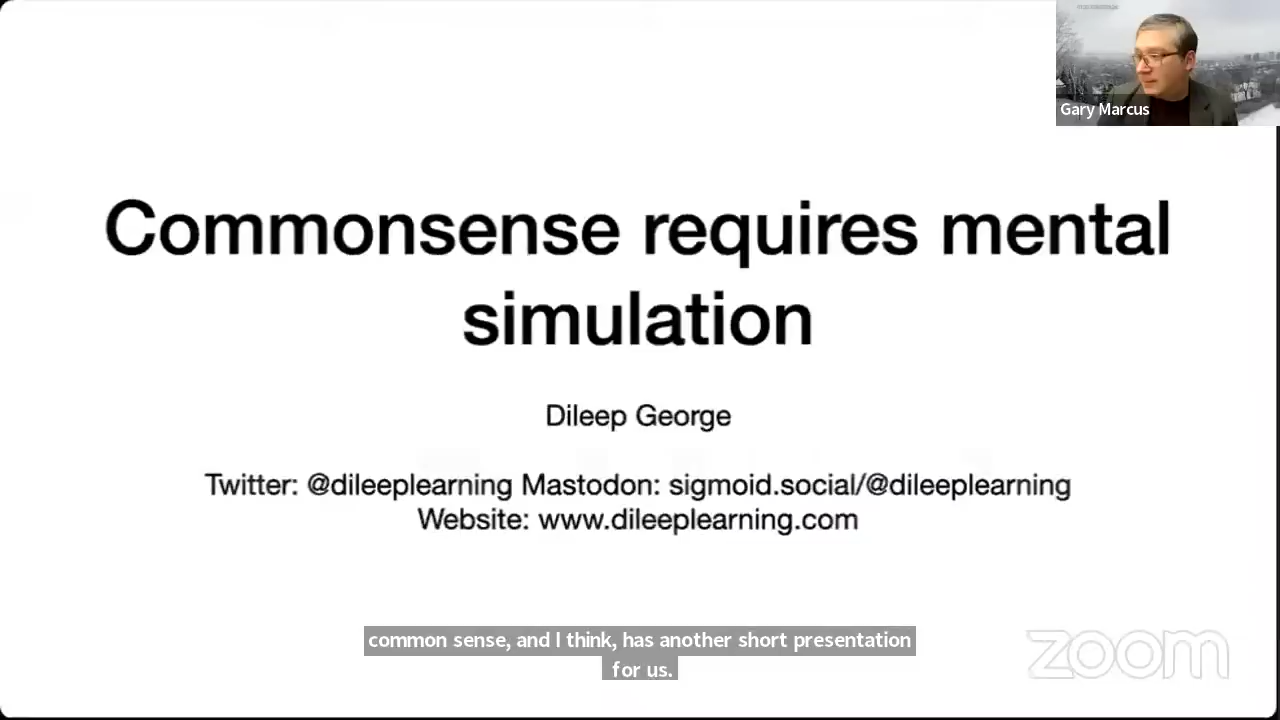 Gary Marcus
Commonsense requires mental
simulation
Dileep George
Twitter: @dileeplearning Mastodon: sigmoid.social/@dileeplearning
Website: www.dileeplearning.com
common sense, and I think, has another short presentation
for us.
zoom